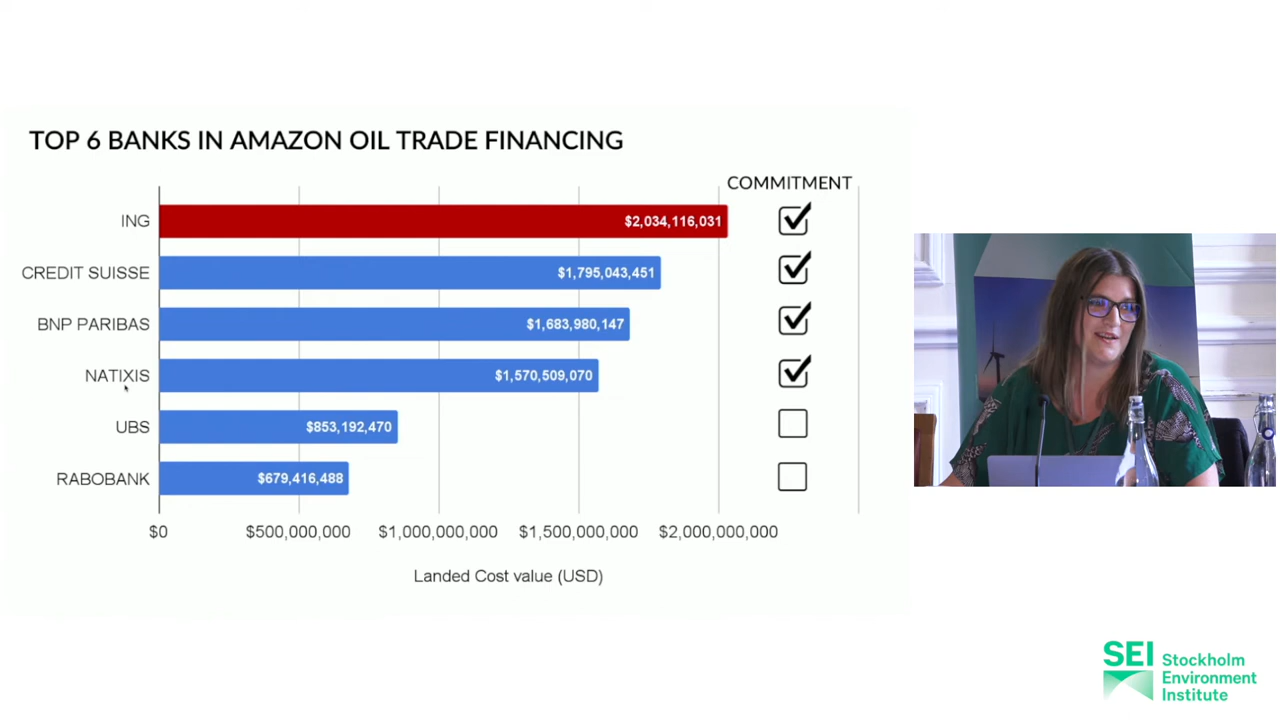 TOP 6 BANKS IN AMAZON OIL TRADE FINANCING
COMMITMENT
ING $2,034,116,031
CREDIT SUISSE $1,795,043,451
BNP PARIBAS $1,683,980,147
NATIXIS $1,570,509,070
UBS $853,192,470
RABOBANK $679,416,488
$0 $500,000,000 $1,000,000,000 $1,500,000,000 $2,000,000,000
Landed Cost value (USD)
SEI Stockholm
Environment
Institute